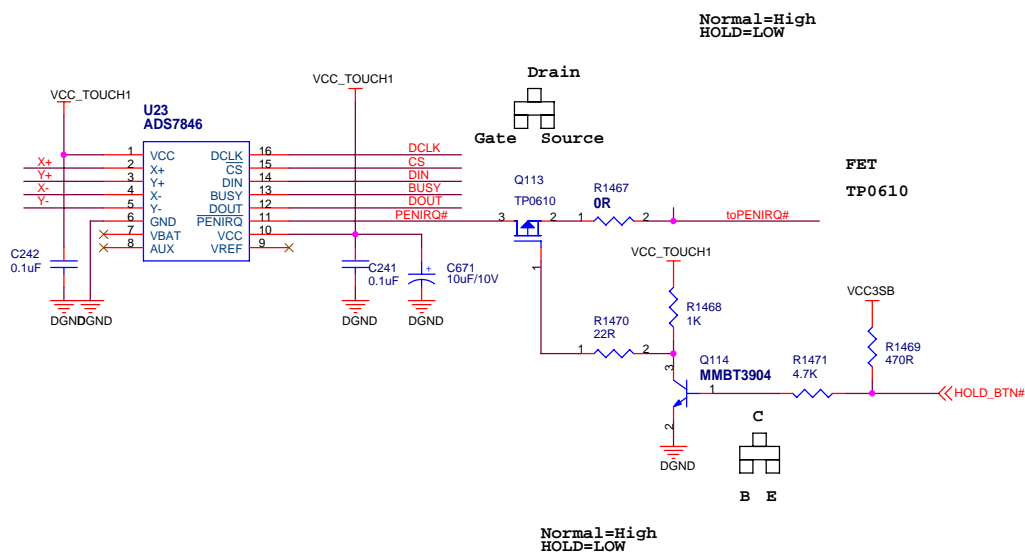 Normal=High
HOLD=LOW
VCC_TOUCH1
VCC_TOUCH1
Drain
Gate Source
U23
ADS7846
1 VCC DCLK 16 DCLK
X+ 2 X+ CS 15 CS
Y+ 3 Y+ DIN 14 DIN
X- 4 X- BUSY 13 BUSY
Y- 5 Y- DOUT 12 DOUT
6 GND PENIRQ 11 PENIRQ#
7 VBAT VCC 10
8 AUX VREF 9
FET
TP0610
Q113
TP0610
3 2 1
R1467
0R
1 2
toPENIRQ#
C242
0.1uF
C241
0.1uF
C671
10uF/10V
+
DGND
DGND
DGND
DGND
VCC_TOUCH1
R1468
1K
VCC3SB
R1469
470R
R1470
22R
1 2
Q114
MMBT3904
3 1 2
R1471
4.7K
HOLD_BTN#
DGND
C
B E
Normal=High
HOLD=LOW